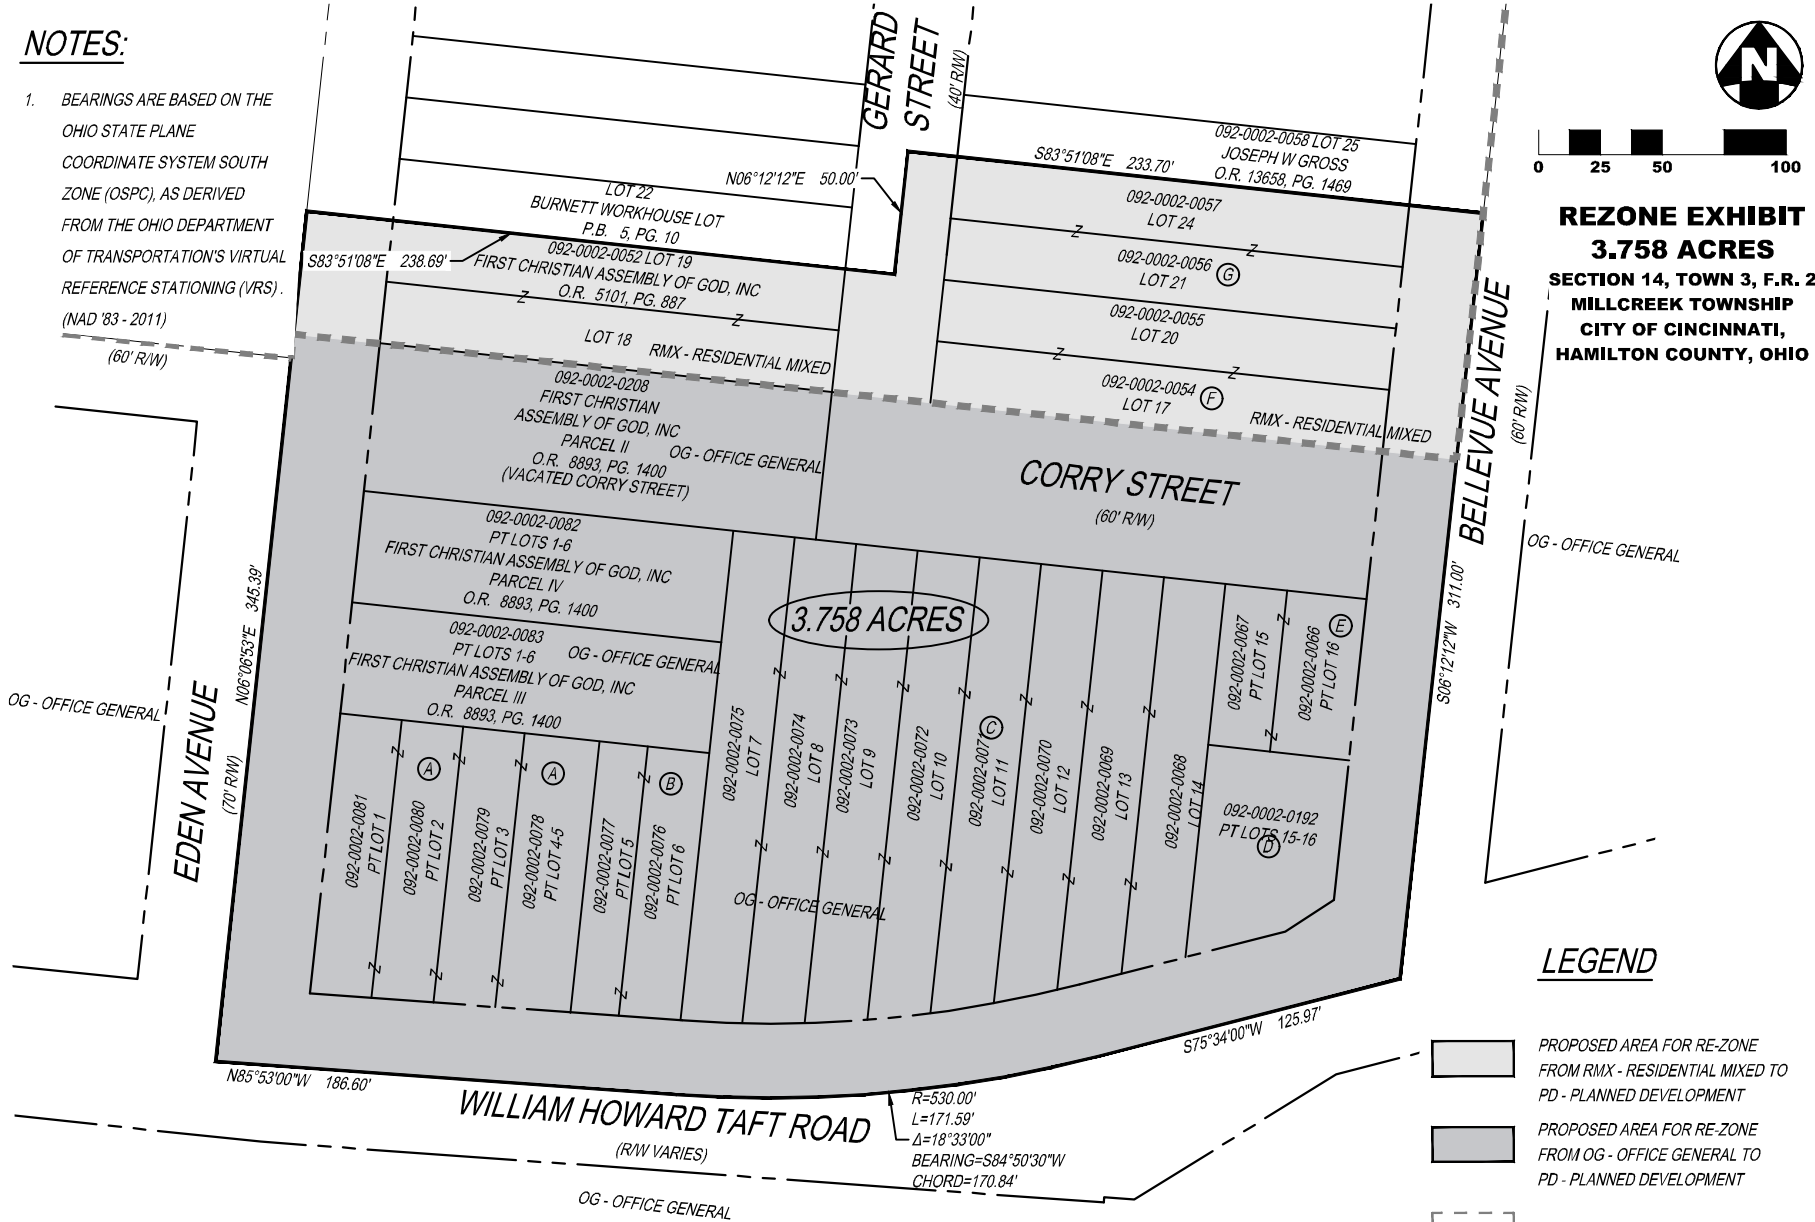 NOTES:
1. BEARINGS ARE BASED ON THE
OHIO STATE PLANE
COORDINATE SYSTEM SOUTH
ZONE (OSPC), AS DERIVED
FROM THE OHIO DEPARTMENT
OF TRANSPORTATION'S VIRTUAL
REFERENCE STATIONING (VRS).
(NAD '83 - 2011)
(60' R/W)
GERARD
STREET
(40' R/W)
N
0 25 50 100
REZONE EXHIBIT
3.758 ACRES
SECTION 14, TOWN 3, F.R. 2
MILLCREEK TOWNSHIP
CITY OF CINCINNATI,
HAMILTON COUNTY, OHIO
092-0002-0058 LOT 25
JOSEPH W GROSS
O.R. 13658, PG. 1469
S83°51'08"E 233.70'
N06°12'12"E 50.00'
LOT 22
BURNETT WORKHOUSE LOT
P.B. 5, PG. 10
S83°51'08"E 238.69'
092-0002-0052 LOT 19
FIRST CHRISTIAN ASSEMBLY OF GOD, INC
O.R. 5101, PG. 887
Z
Z
LOT 18 RMX - RESIDENTIAL MIXED
092-0002-0057
LOT 24
Z
Z
092-0002-0056
LOT 21
G
092-0002-0055
LOT 20
Z
Z
092-0002-0054
LOT 17
F
RMX - RESIDENTIAL MIXED
BELLEVUE AVENUE
(60' R/W)
092-0002-0208
FIRST CHRISTIAN
ASSEMBLY OF GOD, INC
PARCEL II
O.R. 8893, PG. 1400
(VACATED CORRY STREET)
OG - OFFICE GENERAL
CORRY STREET
(60' R/W)
OG - OFFICE GENERAL
092-0002-0082
PT LOTS 1-6
FIRST CHRISTIAN ASSEMBLY OF GOD, INC
PARCEL IV
O.R. 8893, PG. 1400
092-0002-0083
PT LOTS 1-6
OG - OFFICE GENERAL
FIRST CHRISTIAN ASSEMBLY OF GOD, INC
PARCEL III
O.R. 8893, PG. 1400
3.758 ACRES
N06°06'53"E 345.39'
S06°12'12"W 311.00'
OG - OFFICE GENERAL
EDEN AVENUE
(70' R/W)
092-0002-0081
PT LOT 1
Z
Z
092-0002-0080
PT LOT 2
A
Z
Z
092-0002-0079
PT LOT 3
Z
Z
092-0002-0078
PT LOT 4-5
A
092-0002-0077
PT LOT 5
Z
Z
092-0002-0076
PT LOT 6
B
092-0002-0075
LOT 7
Z
Z
092-0002-0074
LOT 8
Z
Z
092-0002-0073
LOT 9
Z
Z
092-0002-0072
LOT 10
Z
Z
092-0002-0071
LOT 11
C
Z
Z
092-0002-0070
LOT 12
Z
Z
092-0002-0069
LOT 13
Z
Z
092-0002-0068
LOT 14
092-0002-0067
PT LOT 15
Z
Z
092-0002-0066
PT LOT 16
E
092-0002-0192
PT LOTS 15-16
D
OG - OFFICE GENERAL
N85°53'00"W 186.60'
S75°34'00"W 125.97'
WILLIAM HOWARD TAFT ROAD
(R/W VARIES)
R=530.00'
L=171.59'
Δ=18°33'00"
BEARING=S84°50'30"W
CHORD=170.84'
OG - OFFICE GENERAL
LEGEND
PROPOSED AREA FOR RE-ZONE
FROM RMX - RESIDENTIAL MIXED TO
PD - PLANNED DEVELOPMENT
PROPOSED AREA FOR RE-ZONE
FROM OG - OFFICE GENERAL TO
PD - PLANNED DEVELOPMENT